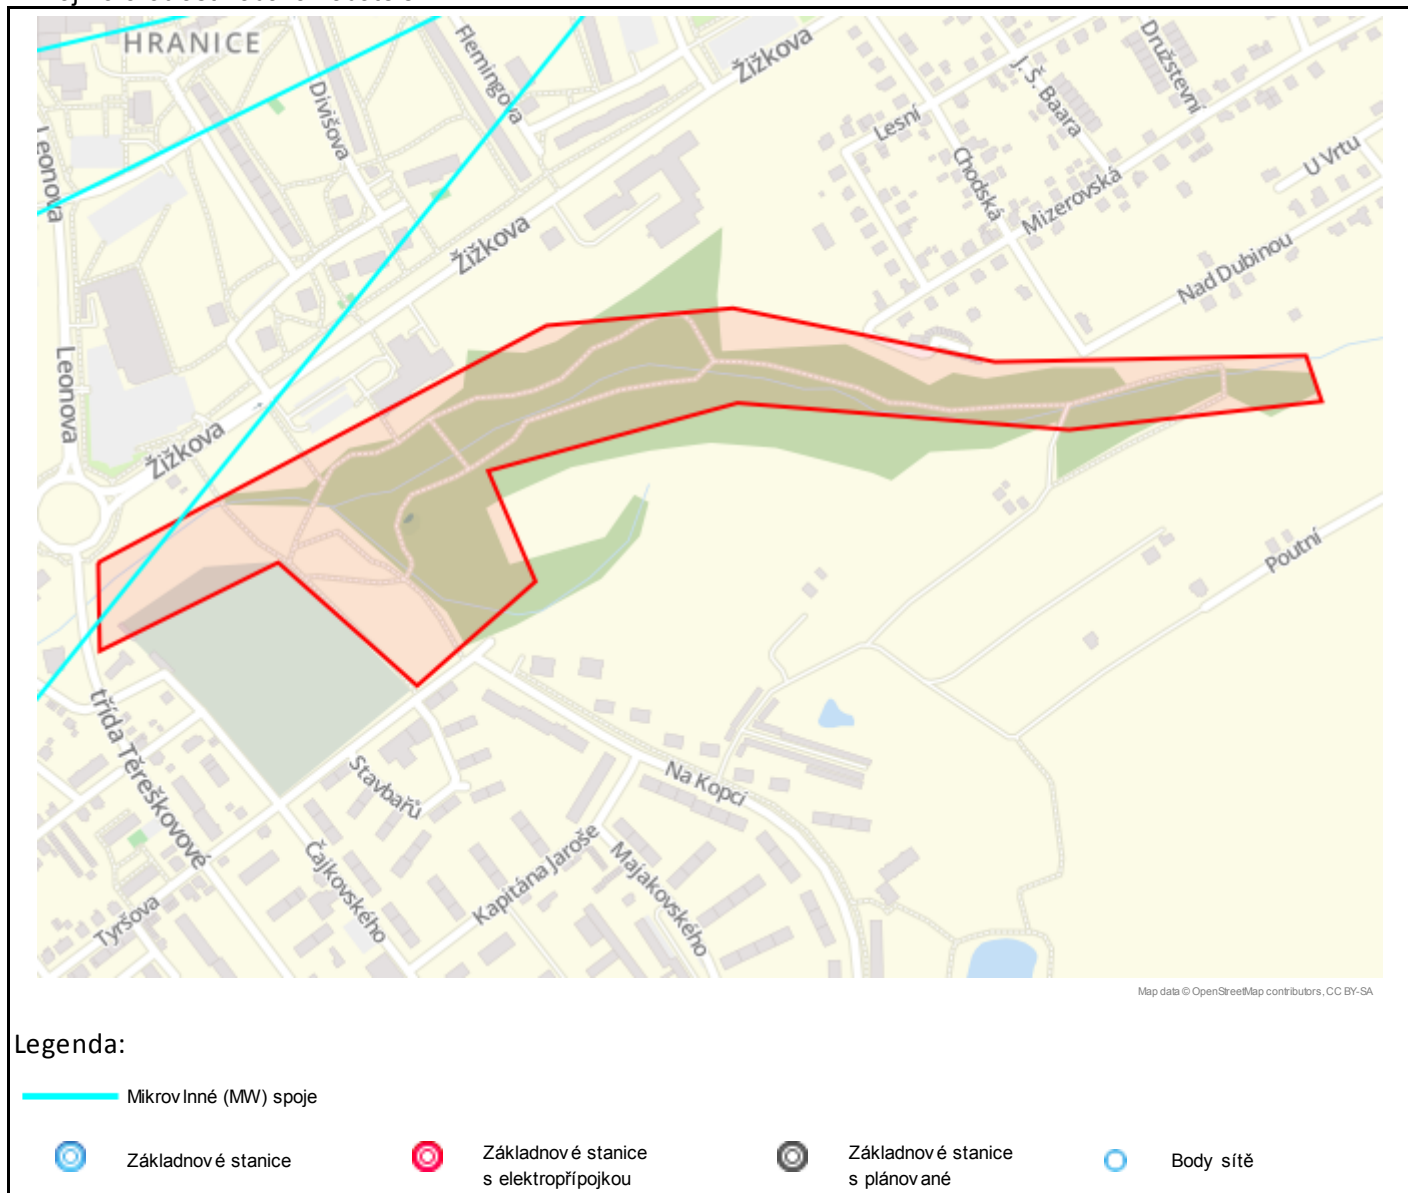 HRANICE
Flemingova
Žižkova
Družstevní
J. Š. Baara
Divišova
Lesní
Leonova
Chodská
U Vrtu
Mizerovská
Žižkova
Nad Dubinou
Leonova
Žižkova
Poutní
třída Těreškovové
Stavbařů
Na Kopci
Čajkovského
Kapitána Jaroše
Majakovského
Tyršova
Map data © OpenStreetMap contributors, CC BY-SA
Legenda:
Mikrovlnné (MW) spoje
Základnové stanice
Základnové stanice
s elektropřípojkou
Základnové stanice
s plánované
Body sítě